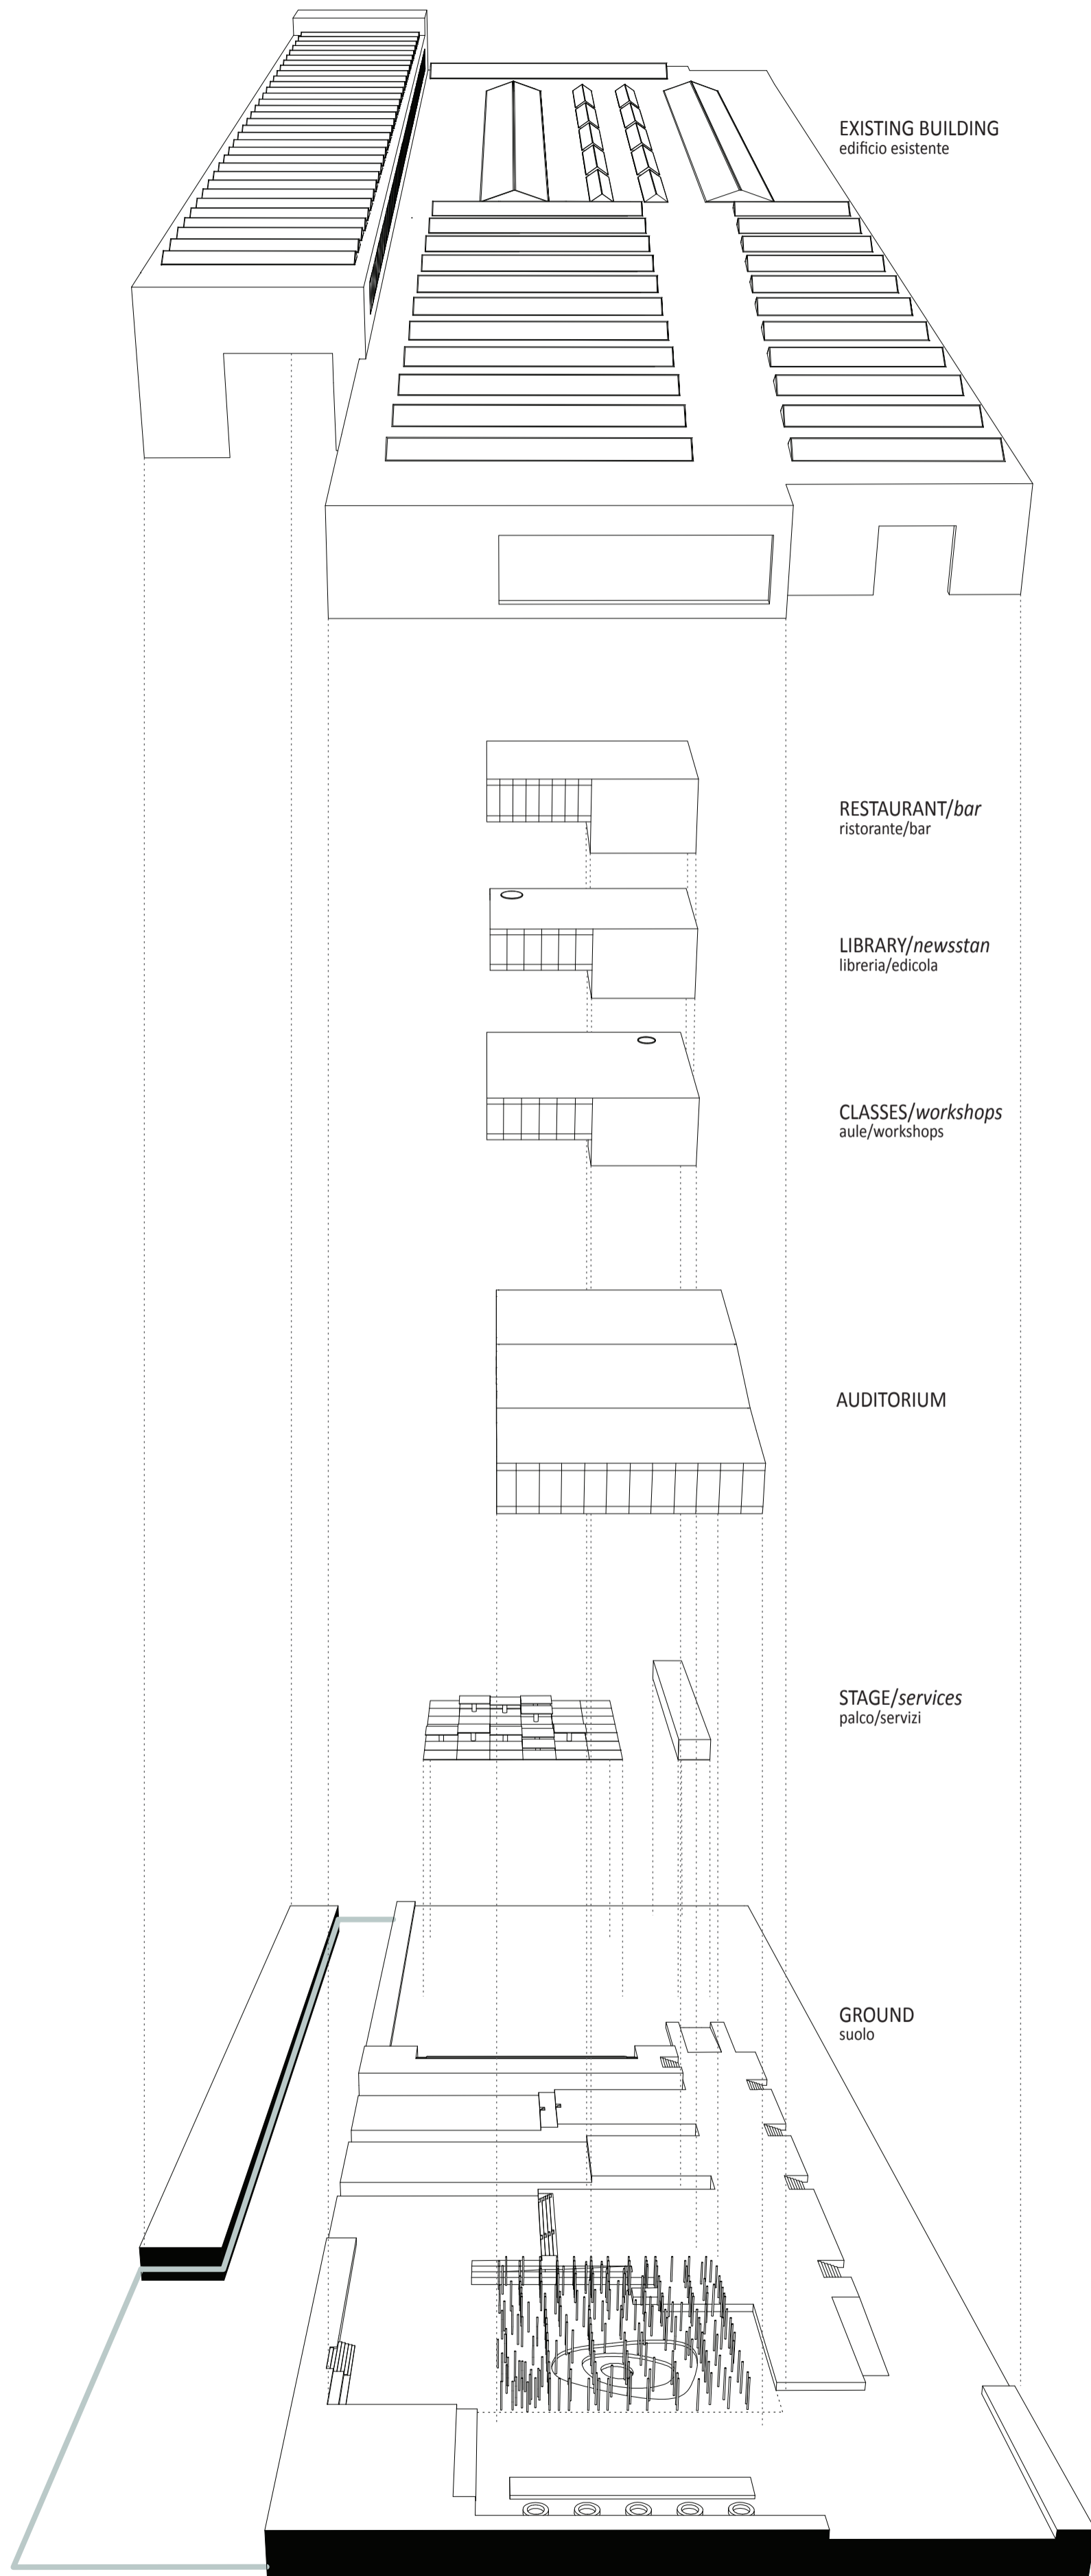 EXISTING BUILDING
edificio esistente
RESTAURANT/bar
ristorante/bar
LIBRARY/newsstan
libreria/edicola
CLASSES/workshops
aule/workshops
AUDITORIUM
STAGE/services
palco/servizi
GROUND
suolo